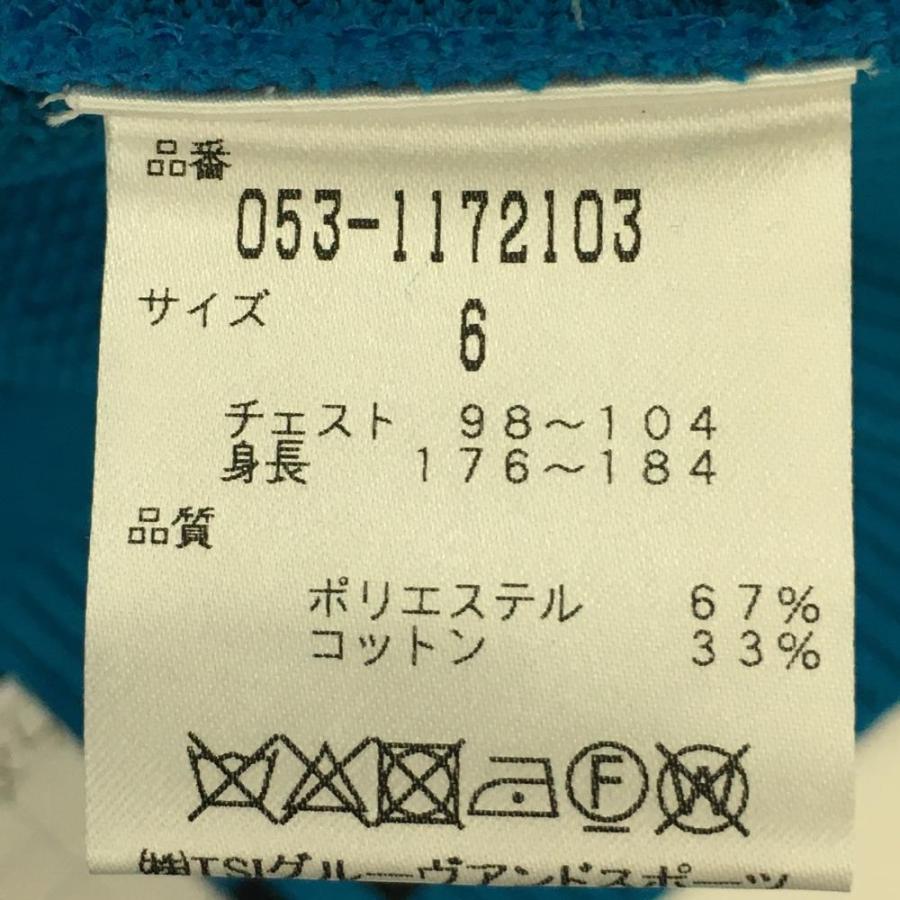 品番
053-1172103
サイズ
6
チェスト 98〜104
身長 176〜184
品質
ポリエステル 67%
コットン 33%
F W
(株)TSIグルーヴアンドスポーツ